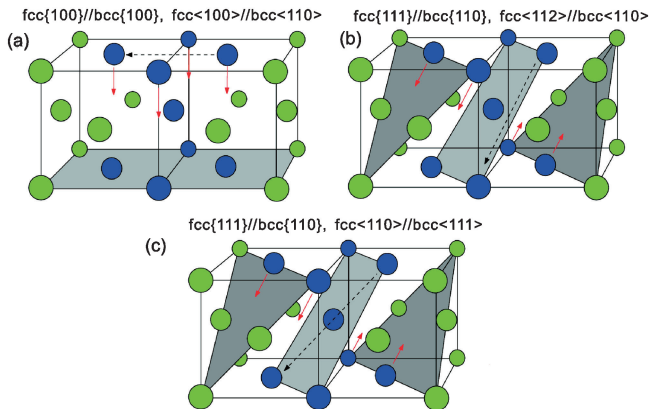 fcc{100}//bcc{100}, fcc<100>//bcc<110>
(a)
fcc{111}//bcc{110}, fcc<112>//bcc<110>
(b)
fcc{111}//bcc{110}, fcc<110>//bcc<111>
(c)